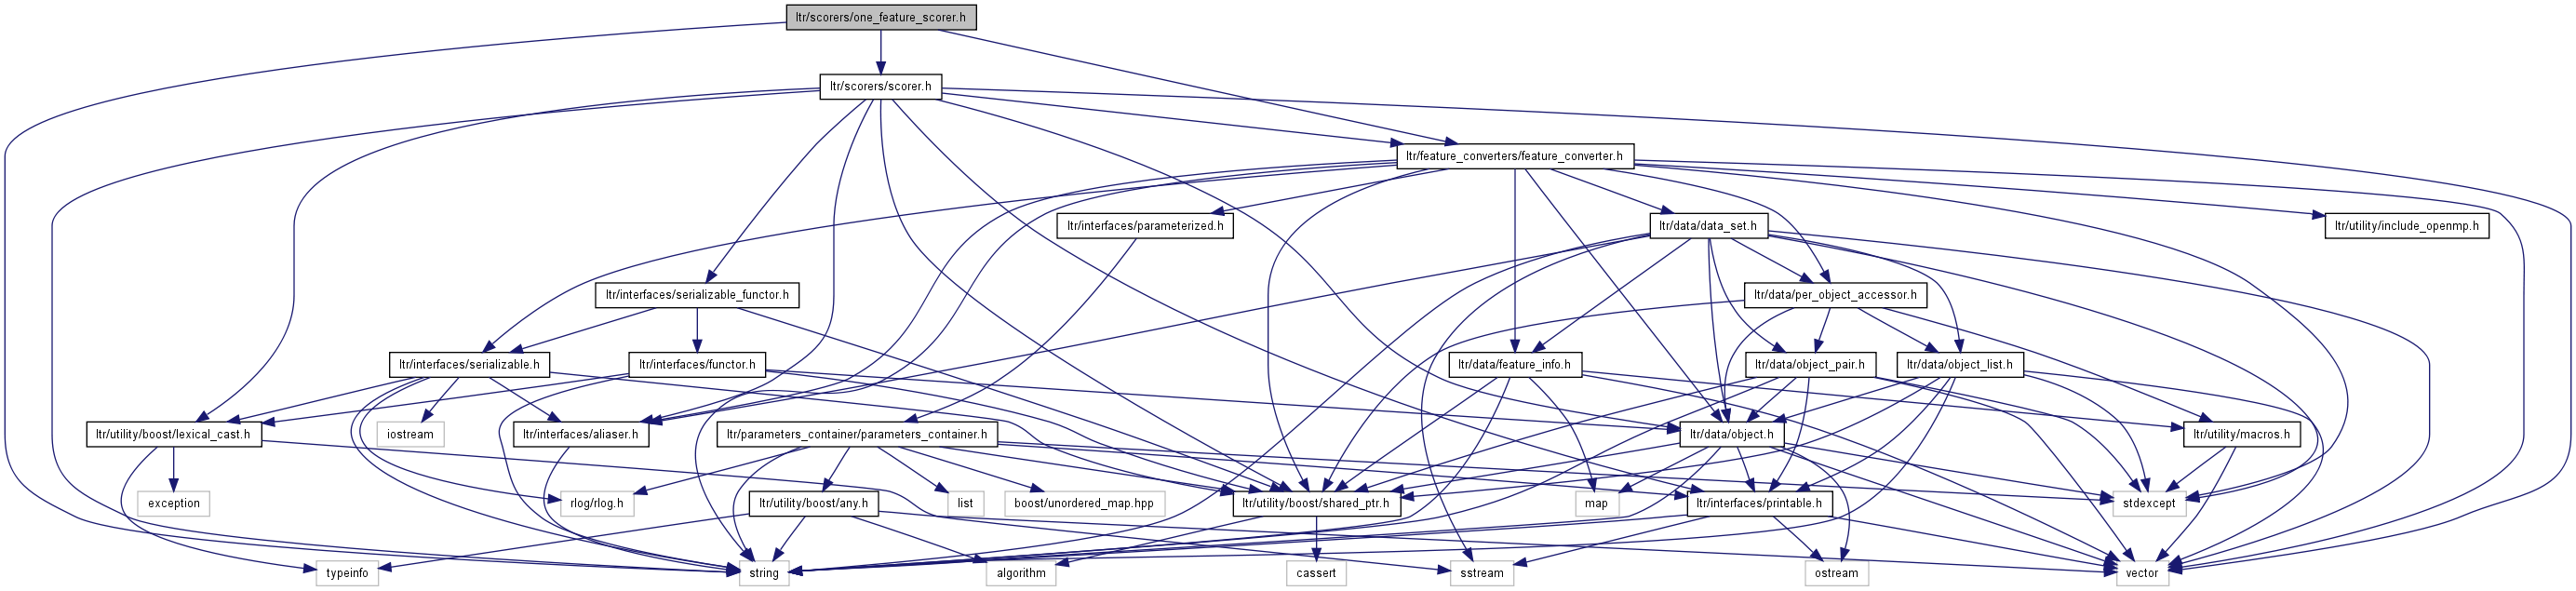 ltr/scorers/one_feature_scorer.h
ltr/scorers/scorer.h
ltr/feature_converters/feature_converter.h
ltr/interfaces/parameterized.h
ltr/data/data_set.h
ltr/utility/include_openmp.h
ltr/interfaces/serializable_functor.h
ltr/data/per_object_accessor.h
ltr/interfaces/serializable.h
ltr/interfaces/functor.h
ltr/data/feature_info.h
ltr/data/object_pair.h
ltr/data/object_list.h
ltr/utility/boost/lexical_cast.h
iostream
ltr/interfaces/aliaser.h
ltr/parameters_container/parameters_container.h
ltr/data/object.h
ltr/utility/macros.h
exception
rlog/rlog.h
ltr/utility/boost/any.h
list
boost/unordered_map.hpp
ltr/utility/boost/shared_ptr.h
map
ltr/interfaces/printable.h
stdexcept
typeinfo
string
algorithm
cassert
sstream
ostream
vector